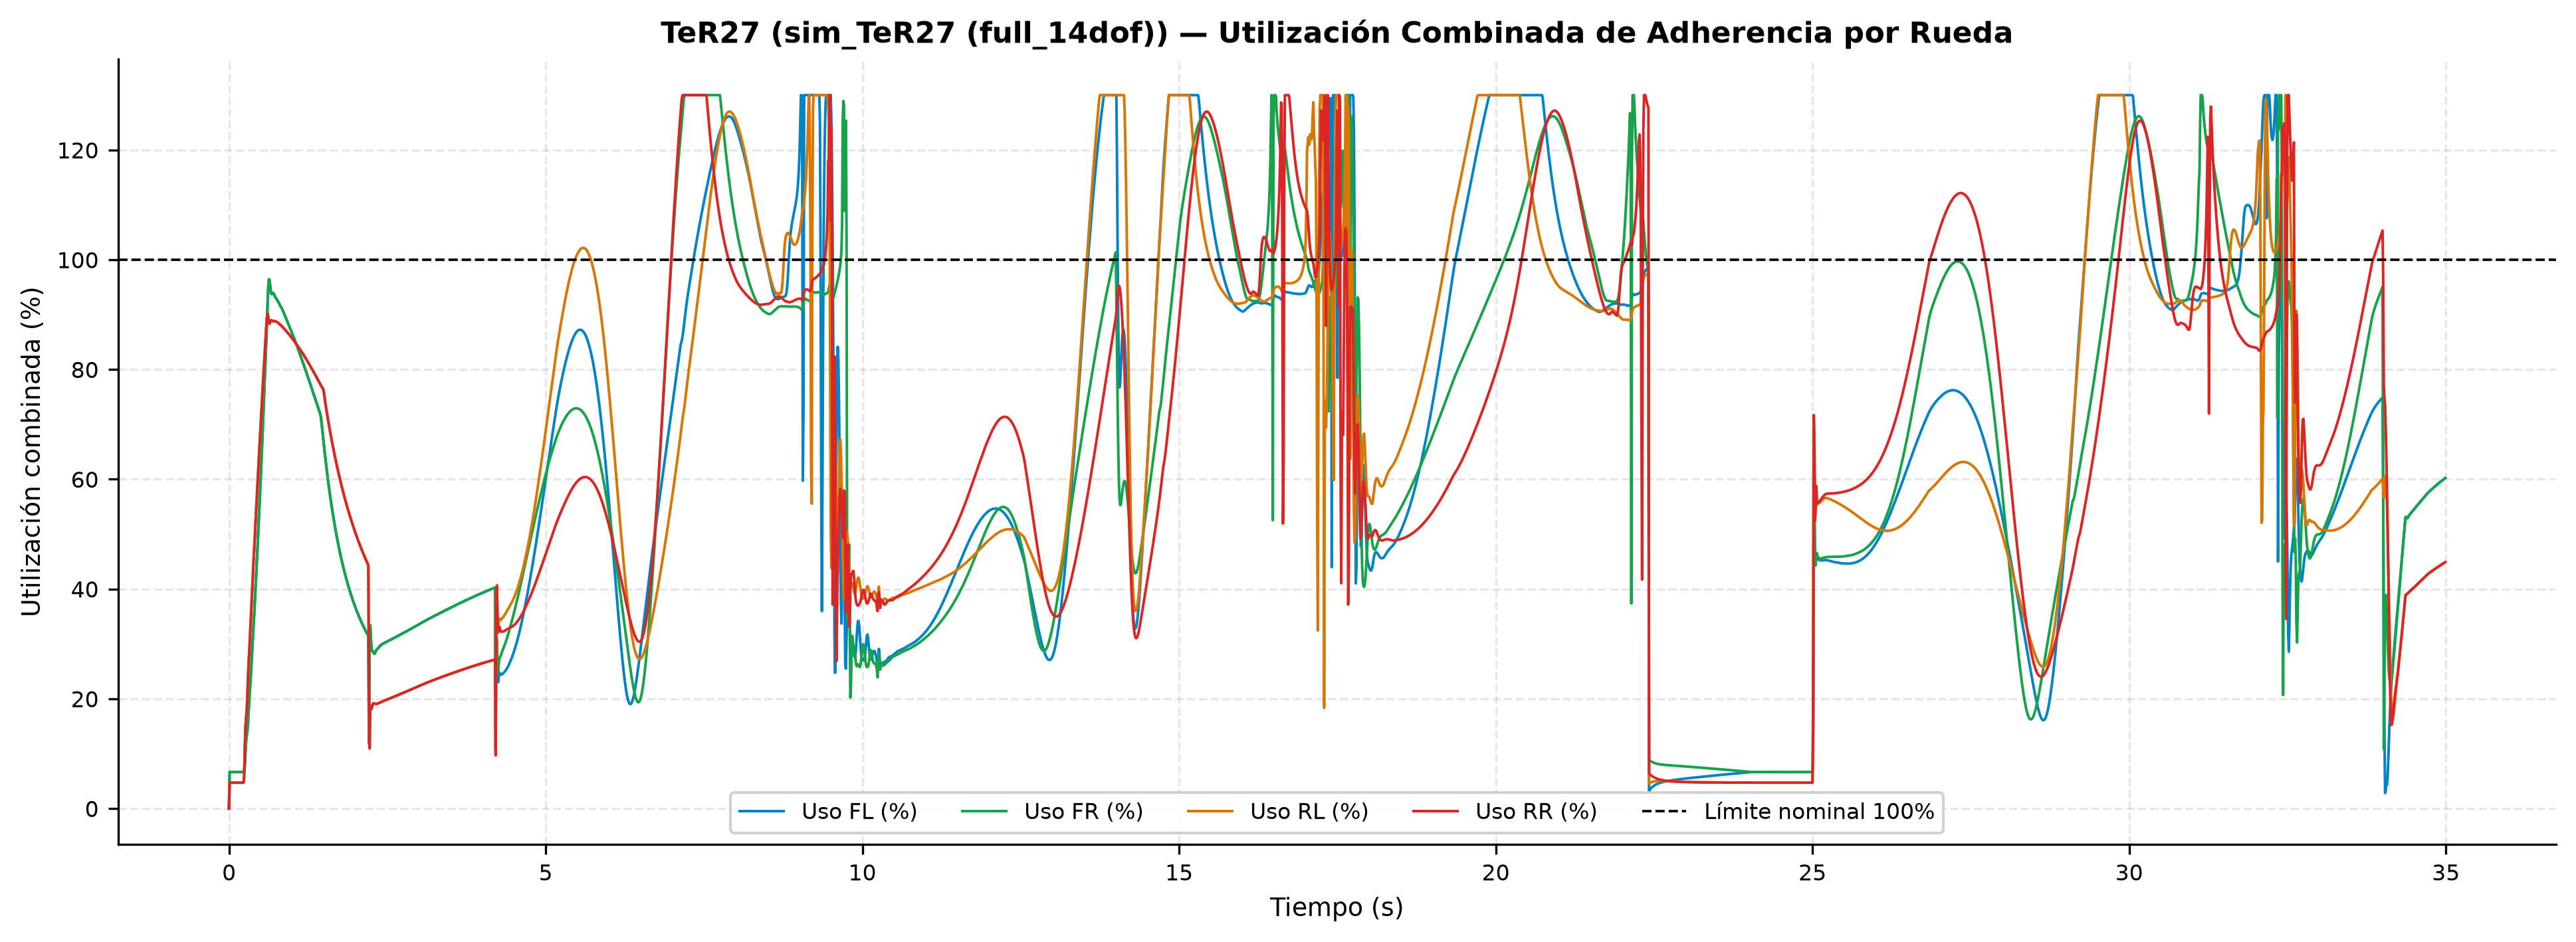 TeR27 (sim_TeR27 (full_14dof)) — Utilización Combinada de Adherencia por Rueda
Utilización combinada (%)
120
100
80
60
40
20
0
Uso FL (%) Uso FR (%) Uso RL (%) Uso RR (%) Límite nominal 100%
0 5 10 15 20 25 30 35
Tiempo (s)